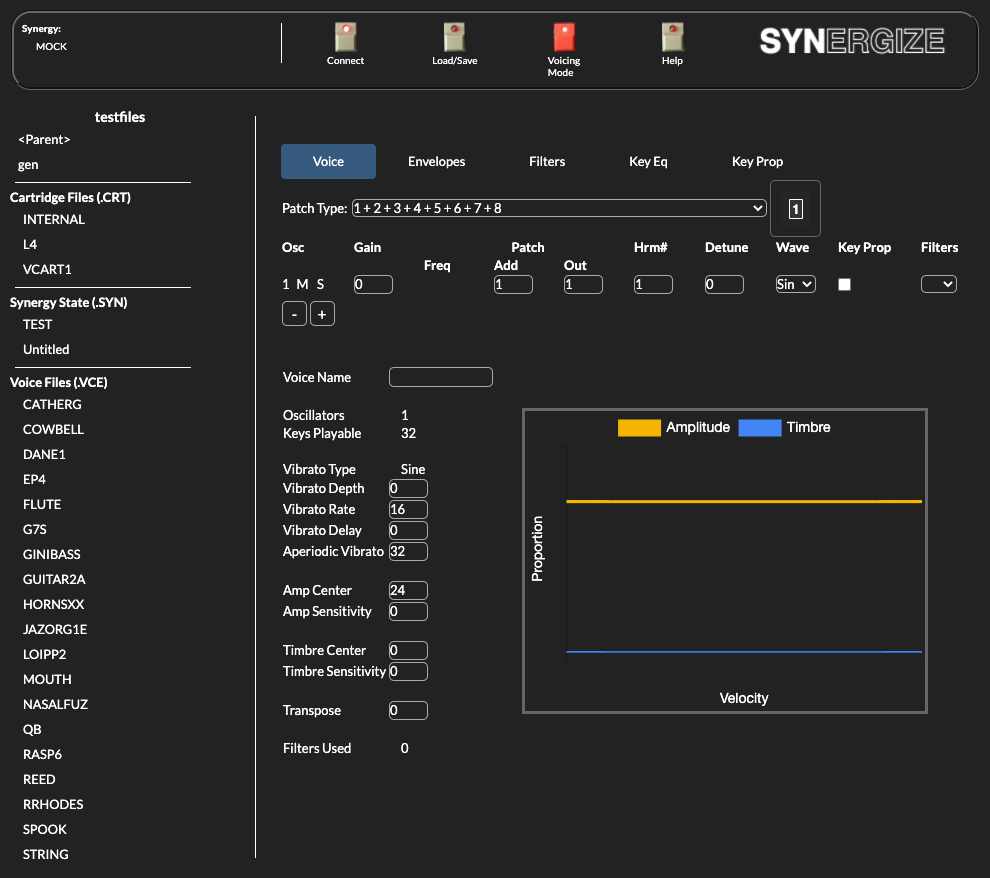 Synergy:
MOCK
Connect
Load/Save
Voicing
Mode
Help
SYNERGIZE
testfiles
<Parent>
gen
Cartridge Files (.CRT)
INTERNAL
L4
VCART1
Synergy State (.SYN)
TEST
Untitled
Voice Files (.VCE)
CATHERG
COWBELL
DANE1
EP4
FLUTE
G7S
GINIBASS
GUITAR2A
HORNSXX
JAZORG1E
LOIPP2
MOUTH
NASALFUZ
QB
RASP6
REED
RRHODES
SPOOK
STRING
Voice Envelopes Filters Key Eq Key Prop
Patch Type: 1 + 2 + 3 + 4 + 5 + 6 + 7 + 8 1
Osc Gain Patch Hrm# Detune Wave Key Prop Filters
Freq Add Out
1 M S 0 1 1 1 0 Sin
- +
Voice Name
Oscillators 1
Keys Playable 32
Vibrato Type Sine
Vibrato Depth 0
Vibrato Rate 16
Vibrato Delay 0
Aperiodic Vibrato 32
Amp Center 24
Amp Sensitivity 0
Timbre Center 0
Timbre Sensitivity 0
Transpose 0
Filters Used 0
Amplitude Timbre
Proportion
Velocity